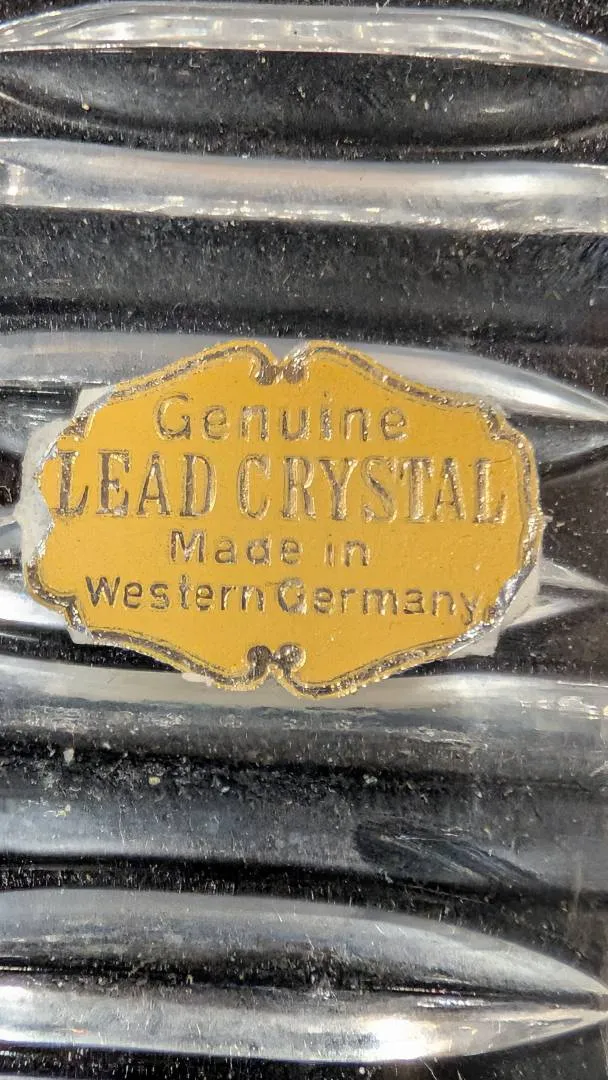 Genuine
LEAD CRYSTAL
Made in
Western Germany